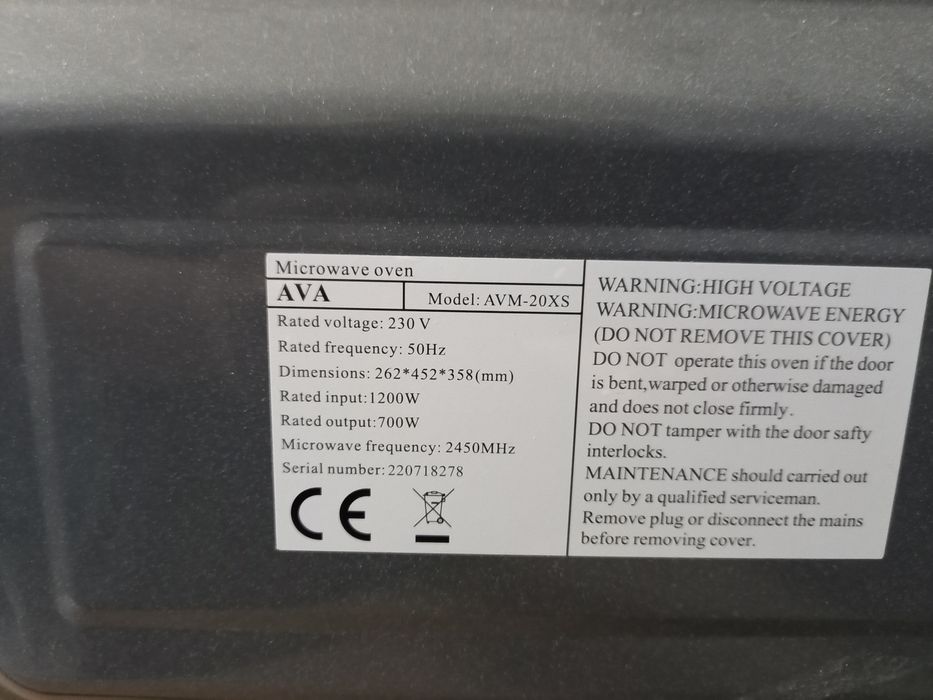 Microwave oven
AVA
Model: AVM-20XS
Rated voltage: 230 V
Rated frequency: 50Hz
Dimensions: 262*452*358(mm)
Rated input:1200W
Rated output:700W
Microwave frequency: 2450MHz
Serial number: 220718278
CE
WARNING:HIGH VOLTAGE
WARNING:MICROWAVE ENERGY
(DO NOT REMOVE THIS COVER)
DO NOT operate this oven if the door
is bent,warped or otherwise damaged
and does not close firmly.
DO NOT tamper with the door safty
interlocks.
MAINTENANCE should carried out
only by a qualified serviceman.
Remove plug or disconnect the mains
before removing cover.